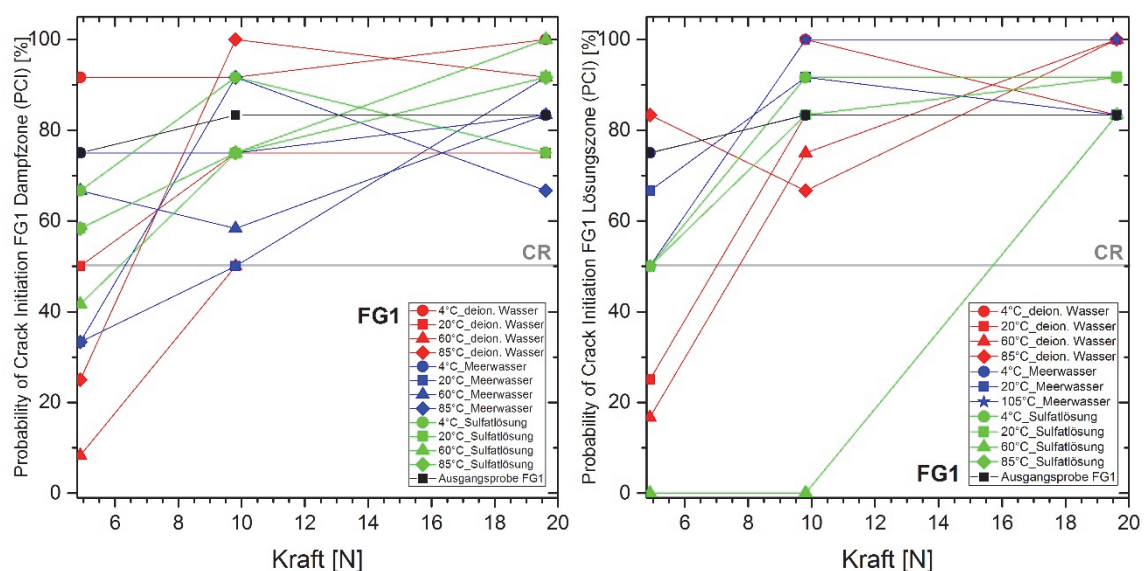 Probability of Crack Initiation FG1 Dampfzone (PCI) [%]
100
80
60
40
20
0
CR
FG1
4°C_deion. Wasser
20°C_deion. Wasser
60°C_deion. Wasser
85°C_deion. Wasser
4°C_Meerwasser
20°C_Meerwasser
60°C_Meerwasser
85°C_Meerwasser
4°C_Sulfatlösung
20°C_Sulfatlösung
60°C_Sulfatlösung
85°C_Sulfatlösung
Ausgangsprobe FG1
6 8 10 12 14 16 18 20
Kraft [N]
Probability of Crack Initiation FG1 Lösungszone (PCI) [%]
100
80
60
40
20
0
CR
4°C_deion. Wasser
20°C_deion. Wasser
60°C_deion. Wasser
85°C_deion. Wasser
4°C_Meerwasser
20°C_Meerwasser
105°C_Meerwasser
4°C_Sulfatlösung
20°C_Sulfatlösung
60°C_Sulfatlösung
85°C_Sulfatlösung
Ausgangsprobe FG1
FG1
6 8 10 12 14 16 18 20
Kraft [N]